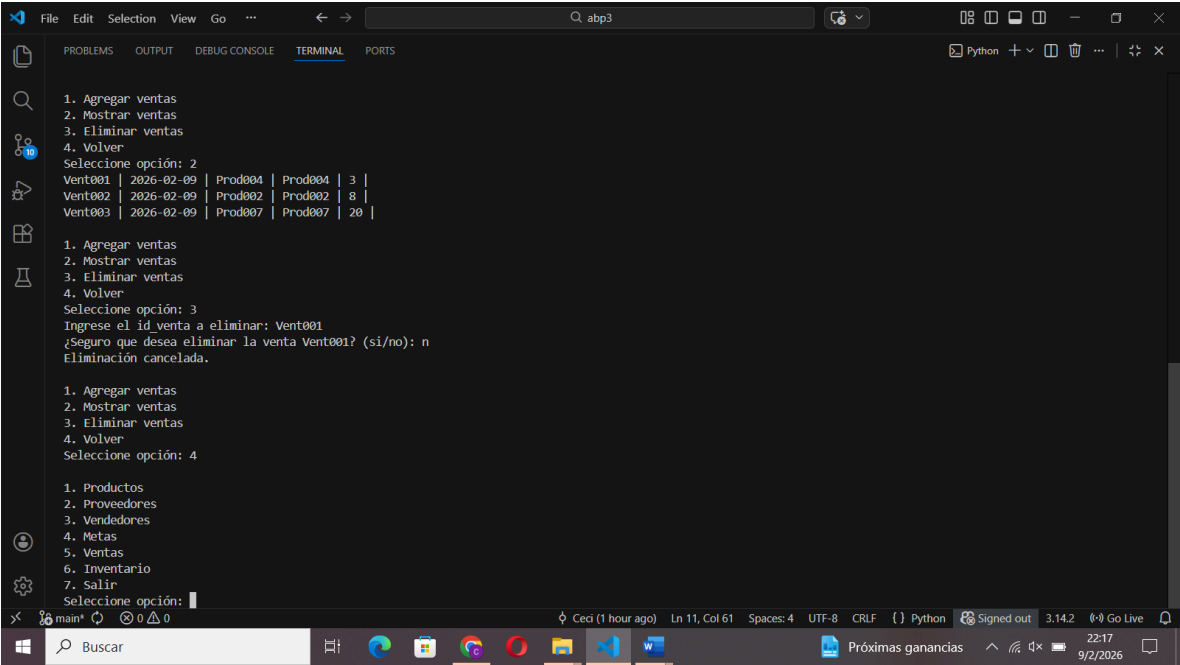 File Edit Selection View Go ··· ← → abp3
PROBLEMS OUTPUT DEBUG CONSOLE TERMINAL PORTS Python
1. Agregar ventas
2. Mostrar ventas
3. Eliminar ventas
4. Volver
Seleccione opción: 2
Vent001 | 2026-02-09 | Prod004 | Prod004 | 3 |
Vent002 | 2026-02-09 | Prod002 | Prod002 | 8 |
Vent003 | 2026-02-09 | Prod007 | Prod007 | 20 |
1. Agregar ventas
2. Mostrar ventas
3. Eliminar ventas
4. Volver
Seleccione opción: 3
Ingrese el id_venta a eliminar: Vent001
¿Seguro que desea eliminar la venta Vent001? (si/no): n
Eliminación cancelada.
1. Agregar ventas
2. Mostrar ventas
3. Eliminar ventas
4. Volver
Seleccione opción: 4
1. Productos
2. Proveedores
3. Vendedores
4. Metas
5. Ventas
6. Inventario
7. Salir
Seleccione opción:
10
main* 0 0 Ceci (1 hour ago) Ln 11, Col 61 Spaces: 4 UTF-8 CRLF {} Python Signed out 3.14.2 Go Live
Buscar Próximas ganancias 22:17
9/2/2026